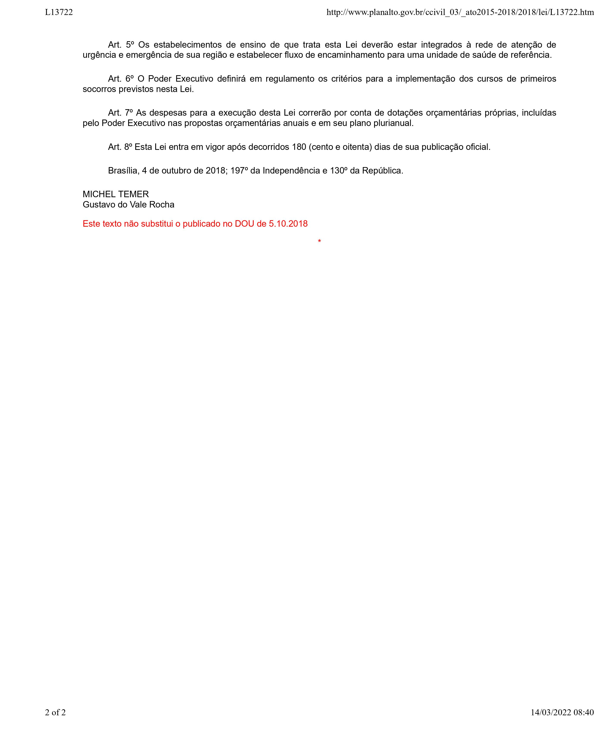 L13722 http://www.planalto.gov.br/ccivil_03/_ato2015-2018/2018/lei/L13722.htm
Art. 5º Os estabelecimentos de ensino de que trata esta Lei deverão estar integrados à rede de atenção de
urgência e emergência de sua região e estabelecer fluxo de encaminhamento para uma unidade de saúde de referência.
Art. 6º O Poder Executivo definirá em regulamento os critérios para a implementação dos cursos de primeiros
socorros previstos nesta Lei.
Art. 7º As despesas para a execução desta Lei correrão por conta de dotações orçamentárias próprias, incluídas
pelo Poder Executivo nas propostas orçamentárias anuais e em seu plano plurianual.
Art. 8º Esta Lei entra em vigor após decorridos 180 (cento e oitenta) dias de sua publicação oficial.
Brasília, 4 de outubro de 2018; 197º da Independência e 130º da República.
MICHEL TEMER
Gustavo do Vale Rocha
Este texto não substitui o publicado no DOU de 5.10.2018
*
2 of 2 14/03/2022 08:40